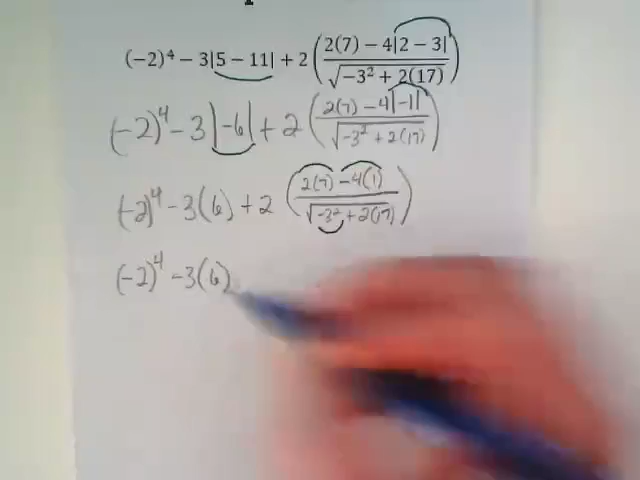 (−2)⁴ − 3|5 − 11| + 2 ( (2(7) − 4|2 − 3|) / √(−3² + 2(17)) )
(−2)⁴ − 3|−6| + 2 ( (2(7) − 4|−1|) / √(−3² + 2(17)) )
(−2)⁴ − 3(6) + 2 ( (2(7) − 4(1)) / √(−3² + 2(17)) )
(−2)⁴ − 3(6)